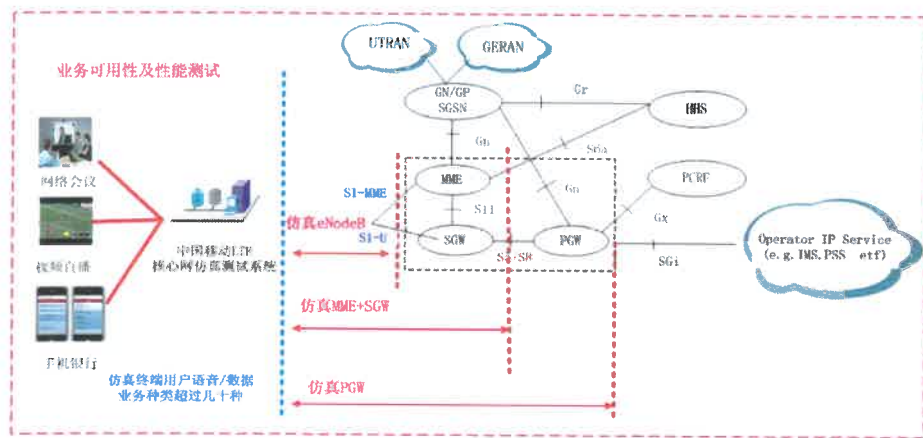 UTRAN
GERAN
业务可用性及性能测试
GN/GP
SGSN
Gr
HHS
Gn
S6a
网络会议
MME
PCRF
S1-MME
S11
Gn
仿真eNodeB
Gx
中国移动LTE
核心网仿真测试系统
S1-U
SGW
PGW
S5-S8
SGi
Operator IP Service
(e.g.IMS,PSS etf)
视频直播
仿真MME+SGW
手机银行
仿真终端用户语音/数据
业务种类超过几十种
仿真PGW